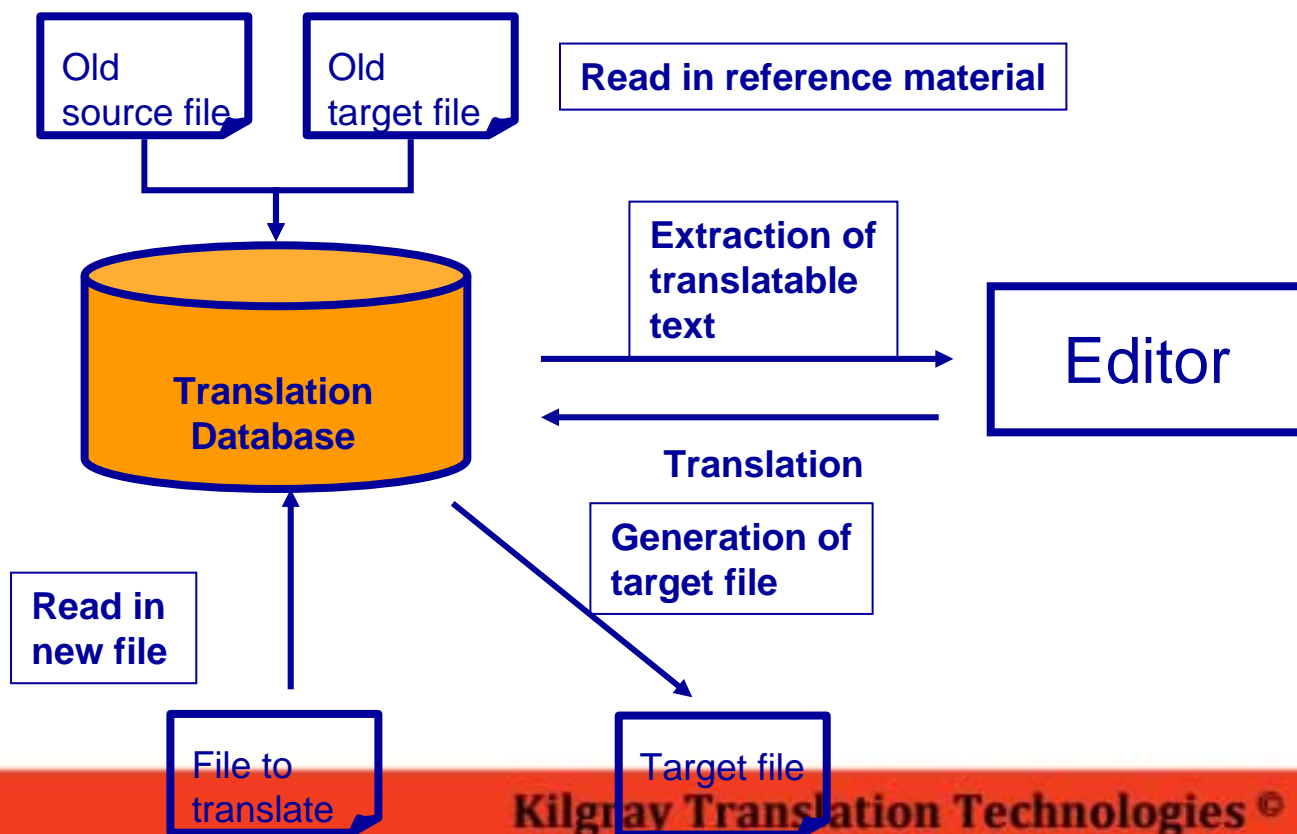 Old
source file
Old
target file
Read in reference material
Extraction of
translatable
text
Editor
Translation
Database
Translation
Generation of
target file
Read in
new file
File to
translate
Target file
Kilgray Translation Technologies ©